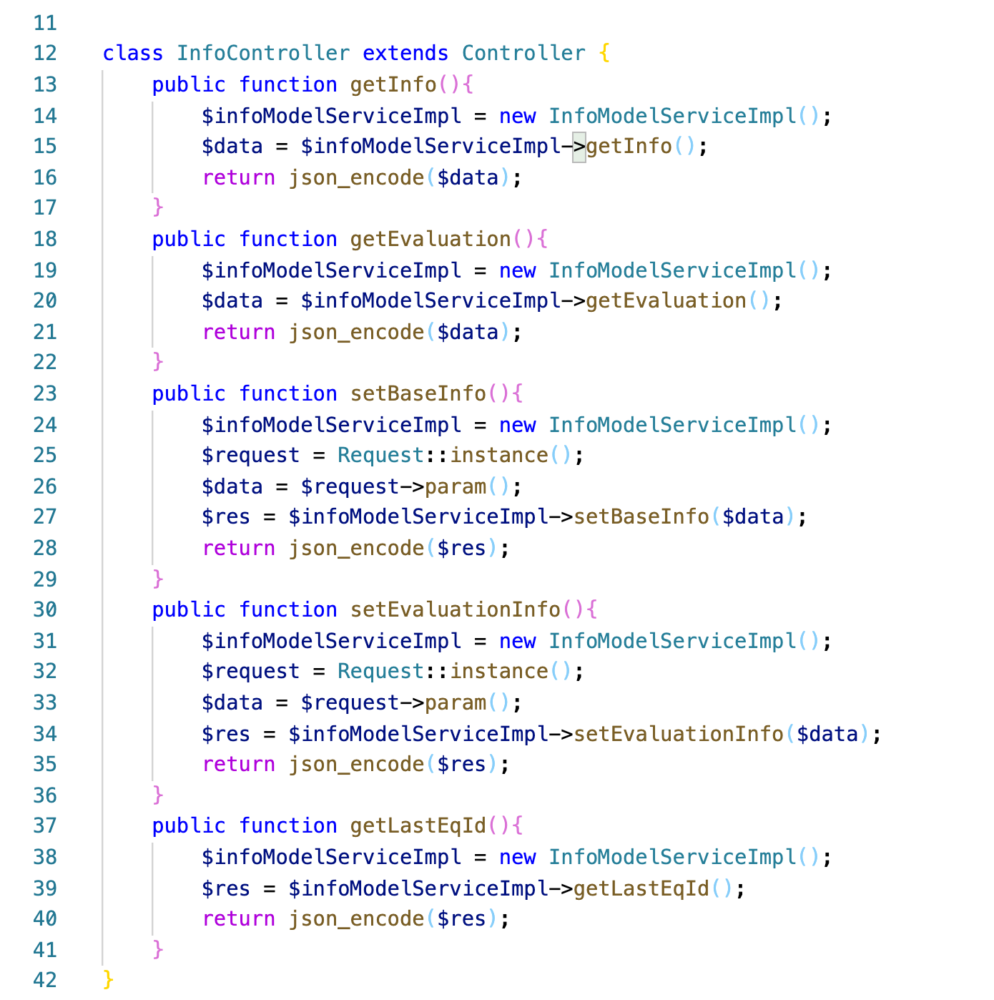 11
12 class InfoController extends Controller {
13     public function getInfo(){
14         $infoModelServiceImpl = new InfoModelServiceImpl();
15         $data = $infoModelServiceImpl->getInfo();
16         return json_encode($data);
17     }
18     public function getEvaluation(){
19         $infoModelServiceImpl = new InfoModelServiceImpl();
20         $data = $infoModelServiceImpl->getEvaluation();
21         return json_encode($data);
22     }
23     public function setBaseInfo(){
24         $infoModelServiceImpl = new InfoModelServiceImpl();
25         $request = Request::instance();
26         $data = $request->param();
27         $res = $infoModelServiceImpl->setBaseInfo($data);
28         return json_encode($res);
29     }
30     public function setEvaluationInfo(){
31         $infoModelServiceImpl = new InfoModelServiceImpl();
32         $request = Request::instance();
33         $data = $request->param();
34         $res = $infoModelServiceImpl->setEvaluationInfo($data);
35         return json_encode($res);
36     }
37     public function getLastEqId(){
38         $infoModelServiceImpl = new InfoModelServiceImpl();
39         $res = $infoModelServiceImpl->getLastEqId();
40         return json_encode($res);
41     }
42 }